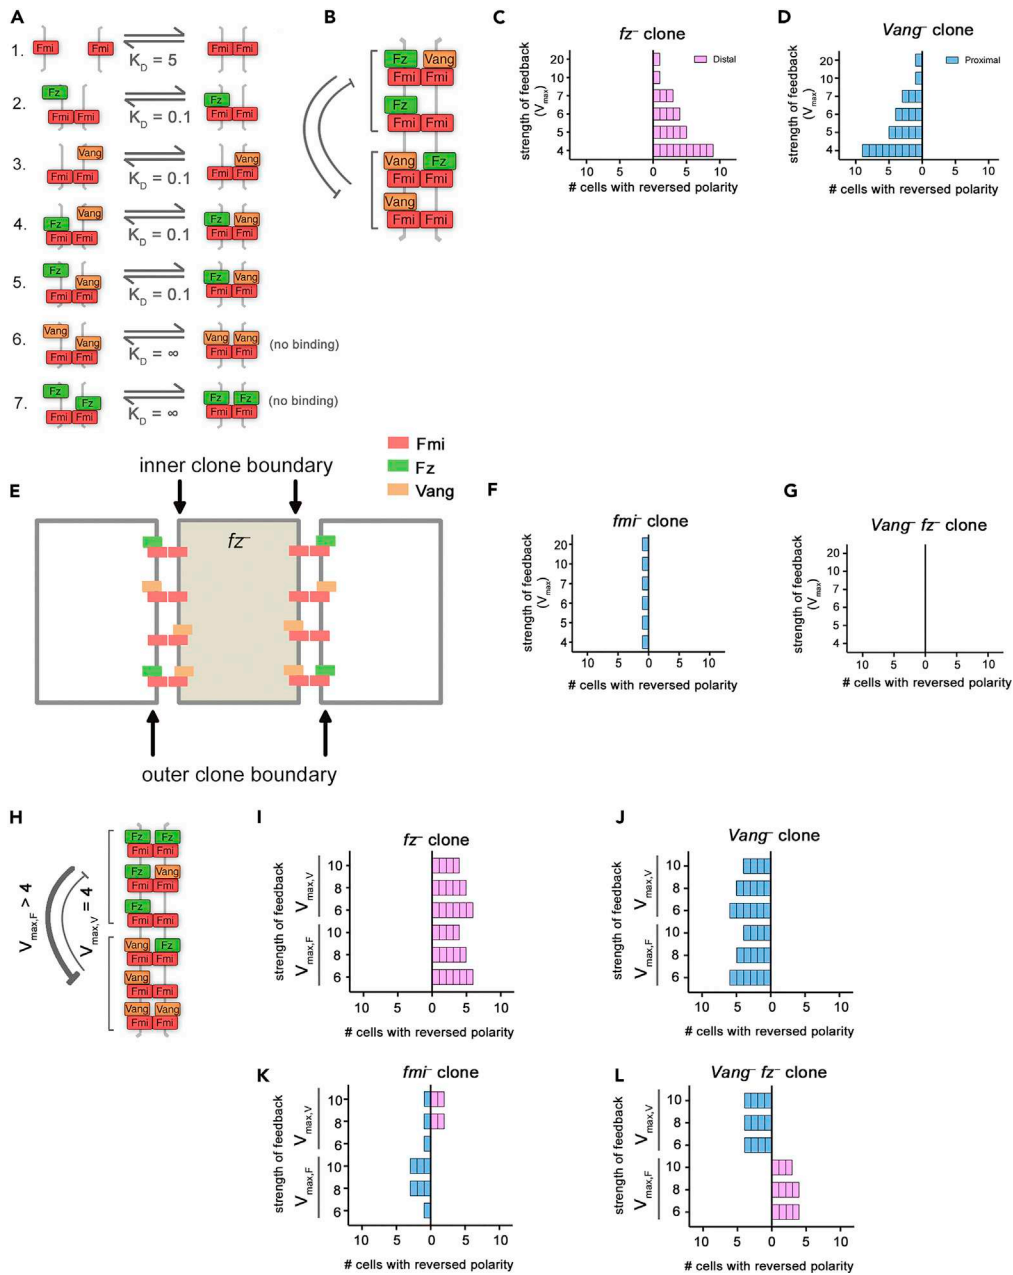 A
1.
Fmi
Fmi
K_D = 5
Fmi Fmi
2.
Fz
Fmi Fmi
K_D = 0.1
Fz
Fmi Fmi
3.
Vang
Fmi Fmi
K_D = 0.1
Vang
Fmi Fmi
4.
Vang
Fz
Fmi Fmi
K_D = 0.1
Fz Vang
Fmi Fmi
5.
Fz
Vang
Fmi Fmi
K_D = 0.1
Fz Vang
Fmi Fmi
6.
Vang
Vang
Fmi Fmi
K_D = ∞
Vang Vang
Fmi Fmi
(no binding)
7.
Fz
Fz
Fmi Fmi
K_D = ∞
Fz Fz
Fmi Fmi
(no binding)
B
Fz Vang
Fmi Fmi
Fz
Fmi Fmi
Vang Fz
Fmi Fmi
Vang
Fmi Fmi
C
fz⁻ clone
strength of feedback
(V_max)
20
10
7
6
5
4
Distal
10 5 0 5 10
# cells with reversed polarity
D
Vang⁻ clone
strength of feedback
(V_max)
20
10
7
6
5
4
Proximal
10 5 0 5 10
# cells with reversed polarity
E
inner clone boundary
Fmi
Fz
Vang
fz⁻
outer clone boundary
F
fmi⁻ clone
strength of feedback
(V_max)
20
10
7
6
5
4
10 5 0 5 10
# cells with reversed polarity
G
Vang⁻ fz⁻ clone
strength of feedback
(V_max)
20
10
7
6
5
4
10 5 0 5 10
# cells with reversed polarity
H
V_max,F > 4
V_max,V = 4
Fz Fz
Fmi Fmi
Fz Vang
Fmi Fmi
Fz
Fmi Fmi
Vang Fz
Fmi Fmi
Vang
Fmi Fmi
Vang Vang
Fmi Fmi
I
fz⁻ clone
strength of feedback
V_max,V
V_max,F
10
8
6
10
8
6
10 5 0 5 10
# cells with reversed polarity
J
Vang⁻ clone
strength of feedback
V_max,V
V_max,F
10
8
6
10
8
6
10 5 0 5 10
# cells with reversed polarity
K
fmi⁻ clone
strength of feedback
V_max,V
V_max,F
10
8
6
10
8
6
10 5 0 5 10
# cells with reversed polarity
L
Vang⁻ fz⁻ clone
strength of feedback
V_max,V
V_max,F
10
8
6
10
8
6
10 5 0 5 10
# cells with reversed polarity